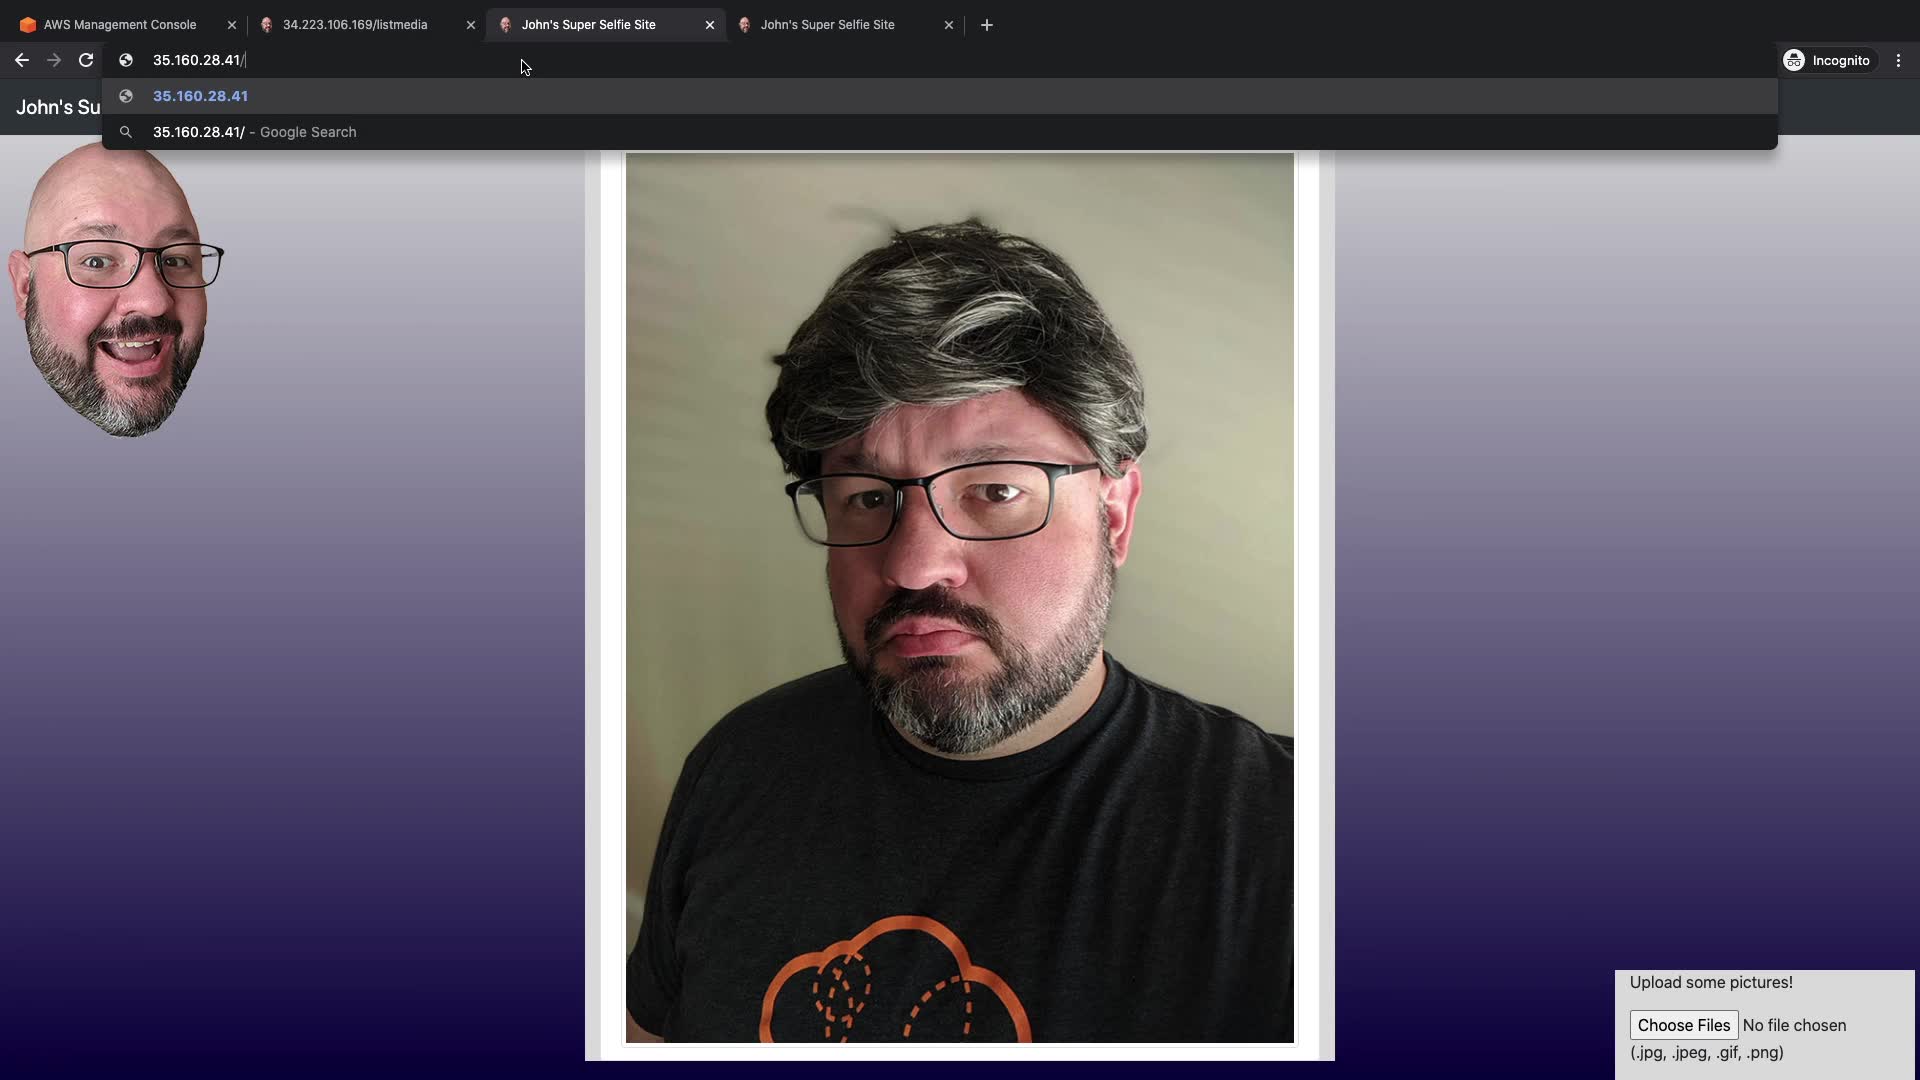 AWS Management Console
34.223.106.169/listmedia
John's Super Selfie Site
John's Super Selfie Site
35.160.28.41/
Incognito
35.160.28.41
35.160.28.41/ - Google Search
John's Su
Upload some pictures!
Choose Files No file chosen
(.jpg, .jpeg, .gif, .png)